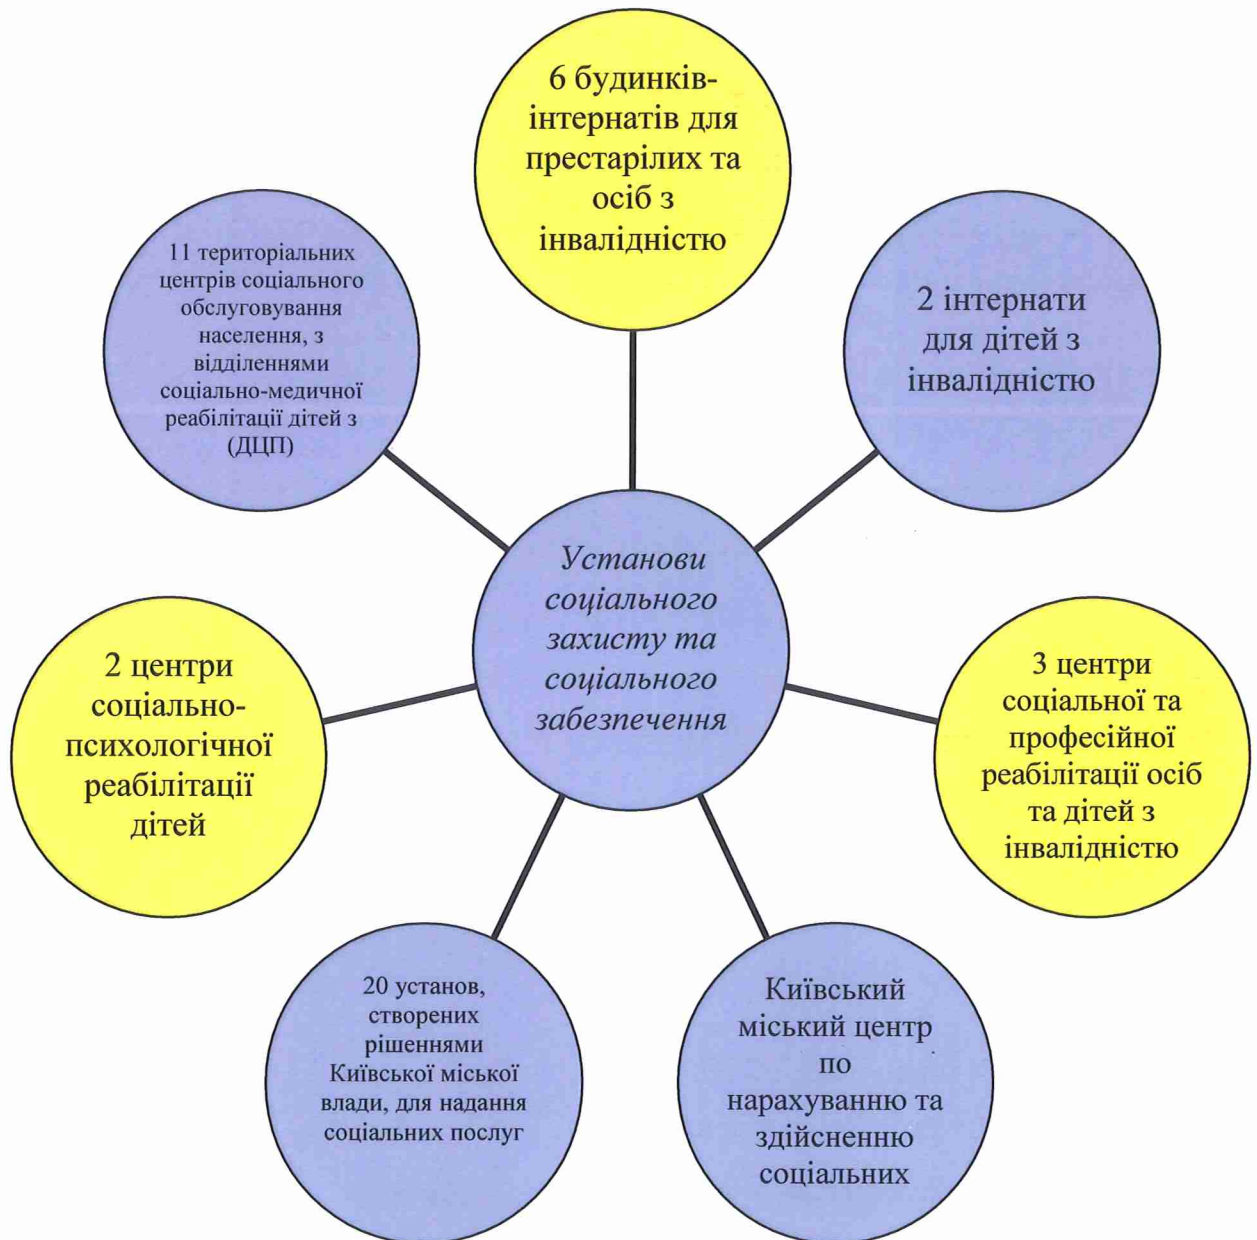 6 будинків-
інтернатів для
престарілих та
осіб з
інвалідністю
11 територіальних
центрів соціального
обслуговування
населення, з
відділеннями
соціально-медичної
реабілітації дітей з
(ДЦП)
2 інтернати
для дітей з
інвалідністю
Установи
соціального
захисту та
соціального
забезпечення
2 центри
соціально-
психологічної
реабілітації
дітей
3 центри
соціальної та
професійної
реабілітації осіб
та дітей з
інвалідністю
20 установ,
створених
рішеннями
Київської міської
влади, для надання
соціальних послуг
Київський
міський центр
по
нарахуванню та
здійсненню
соціальних